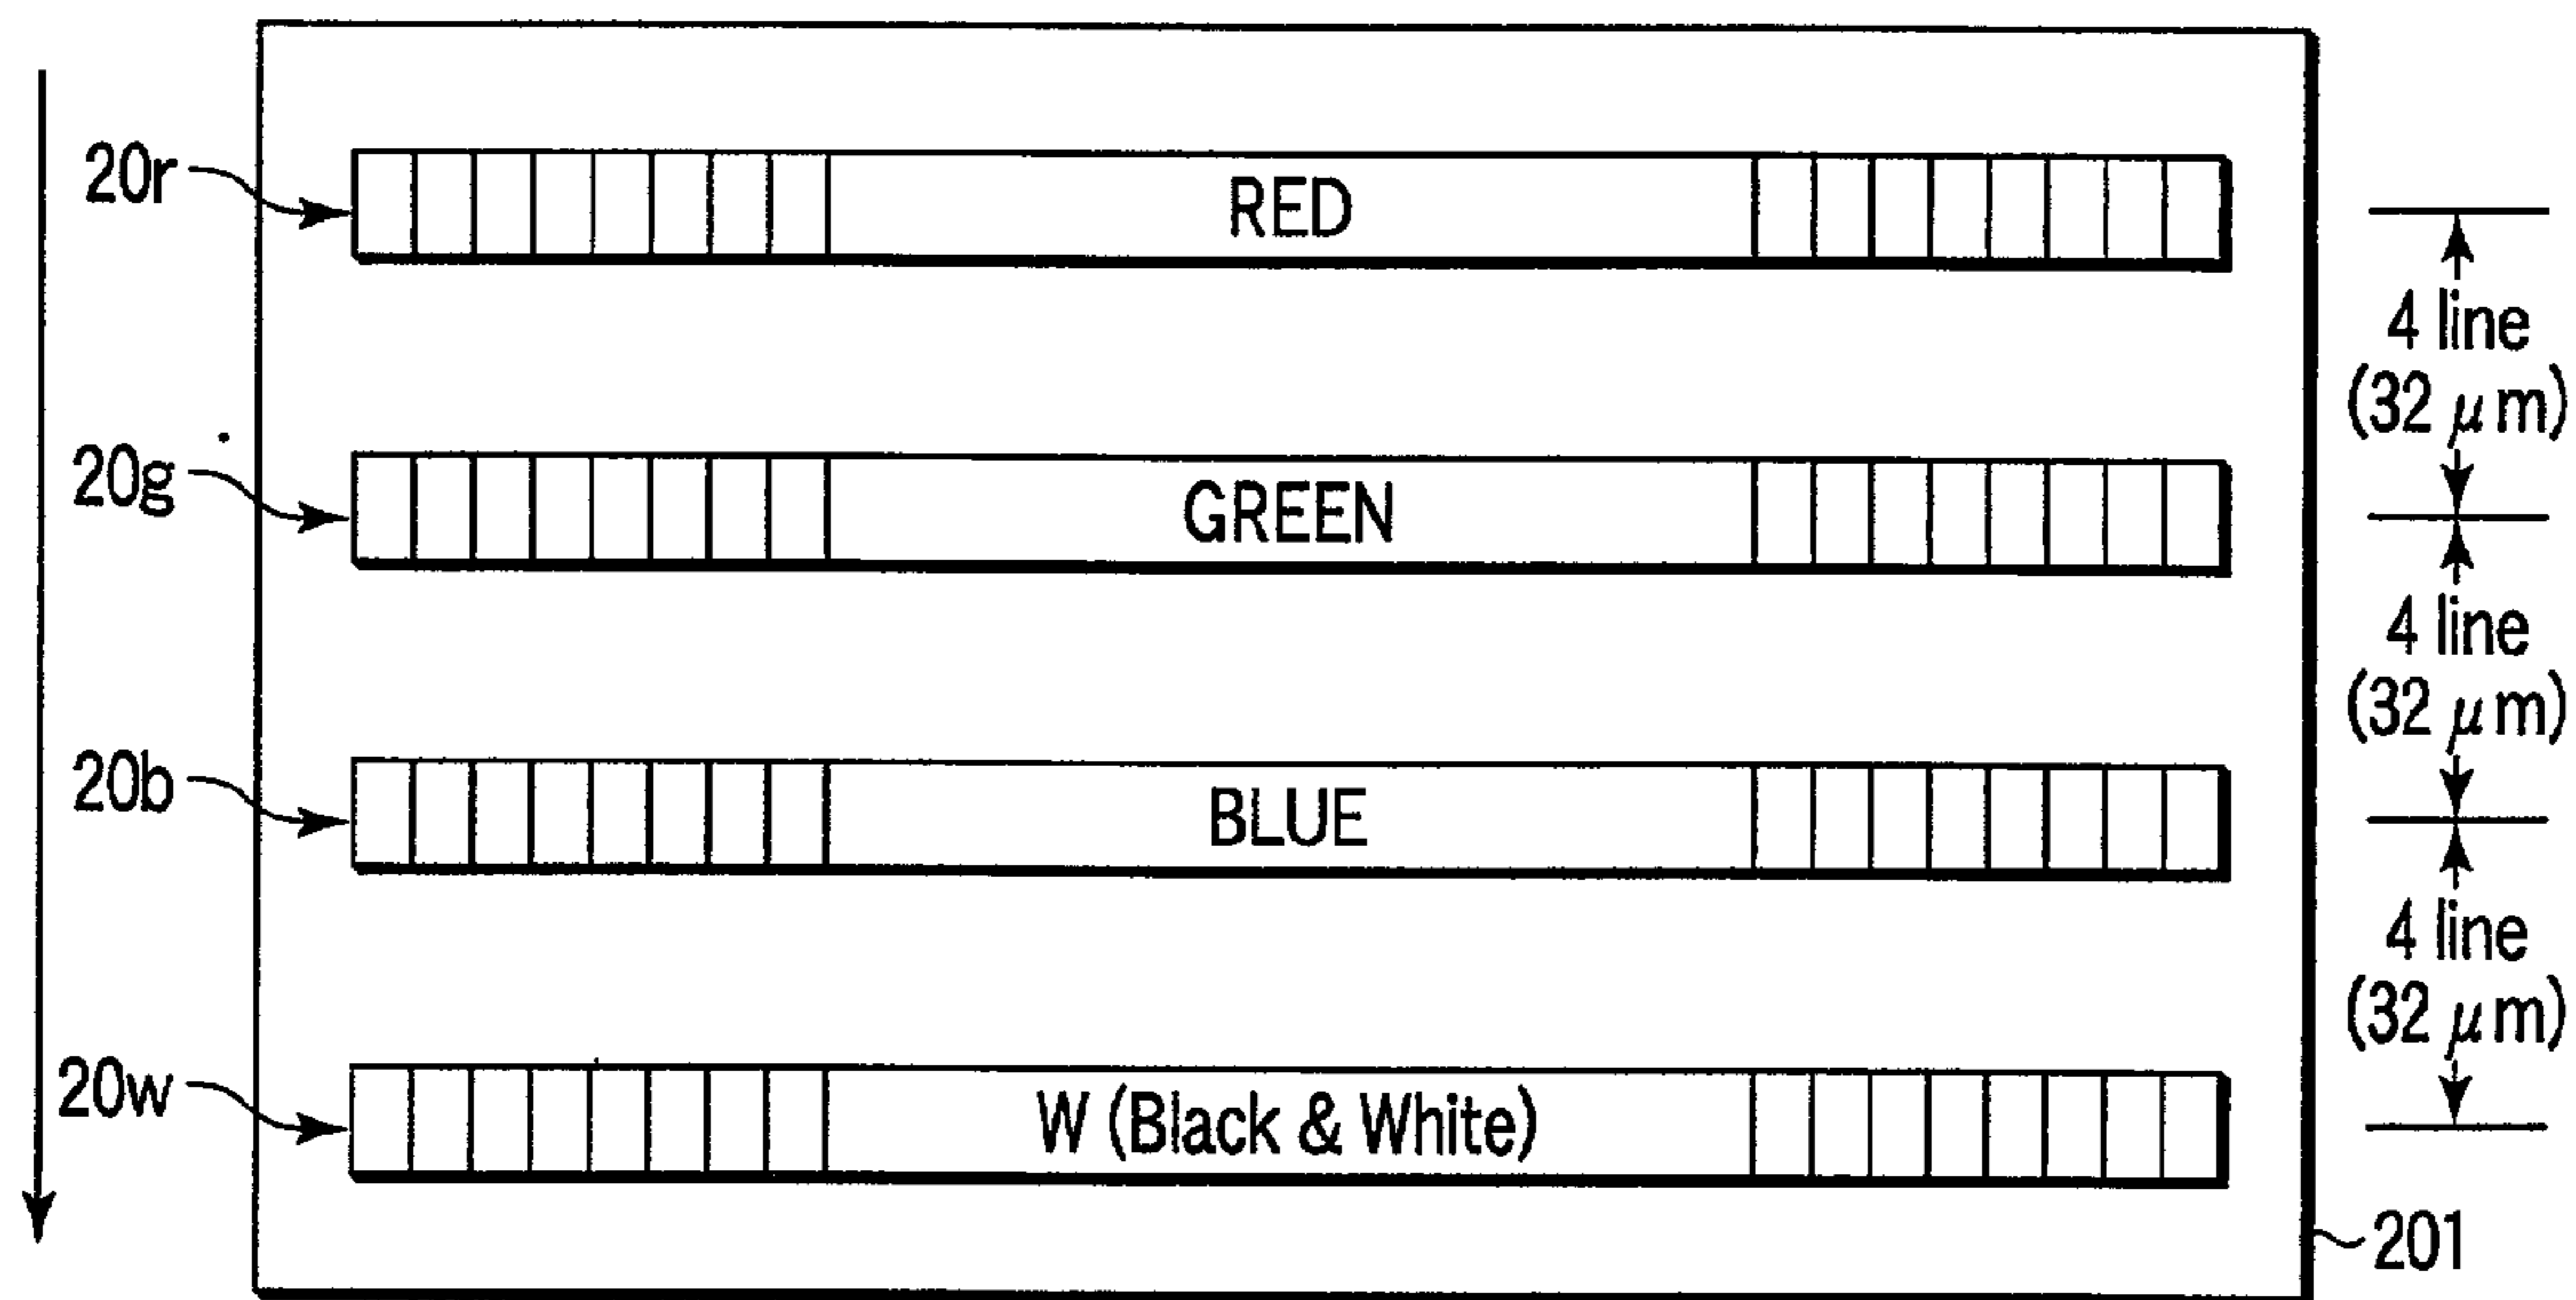 20r
RED
4 line
(32 μm)
20g
GREEN
4 line
(32 μm)
20b
BLUE
4 line
(32 μm)
20w
W (Black & White)
201